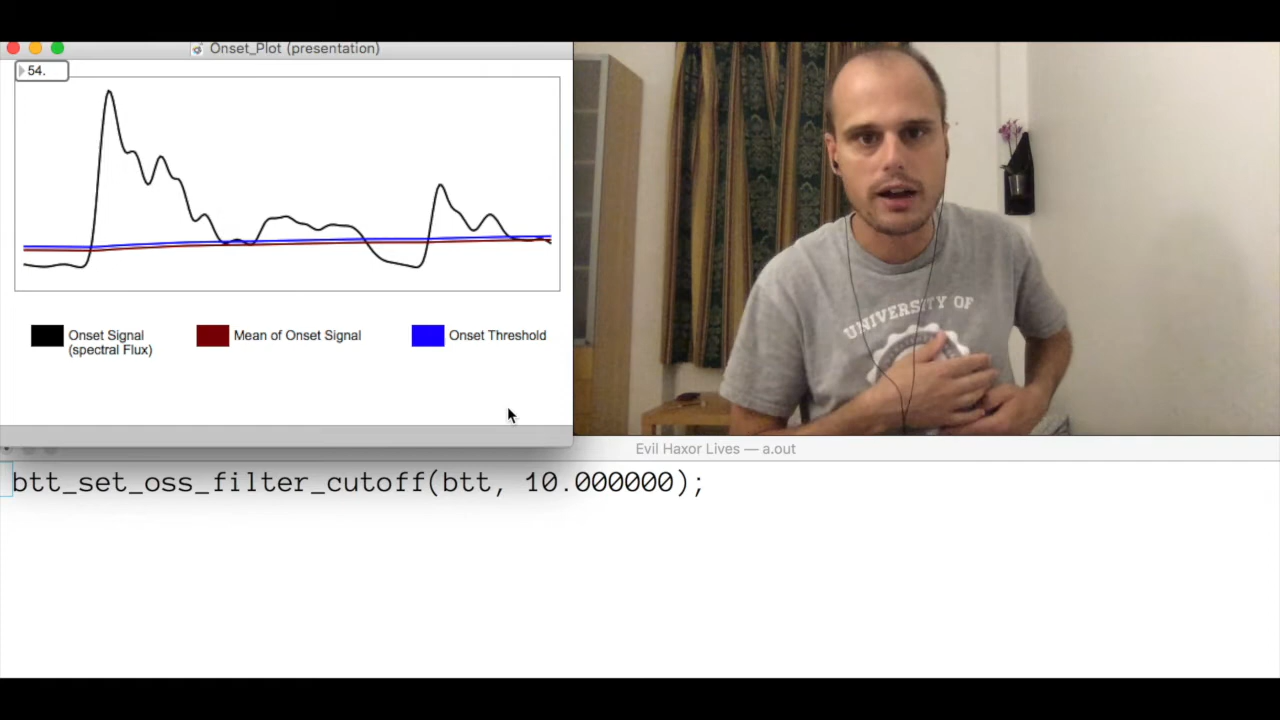 Onset_Plot (presentation)
54.
Onset Signal
(spectral Flux)
Mean of Onset Signal
Onset Threshold
UNIVERSITY OF
Evil Haxor Lives — a.out
btt_set_oss_filter_cutoff(btt, 10.000000);